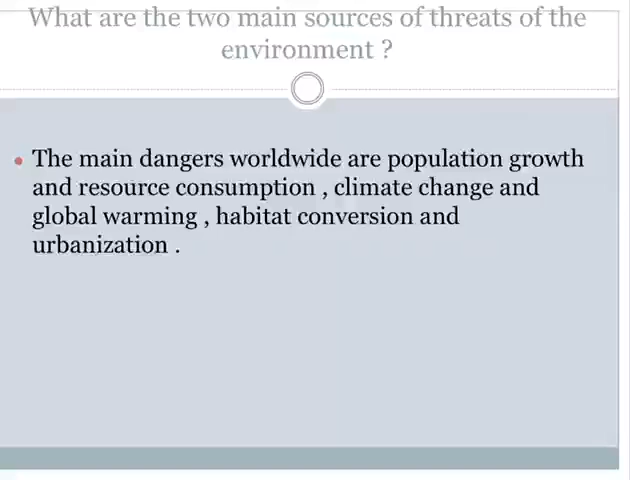 What are the two main sources of threats of the
environment ?
• The main dangers worldwide are population growth
and resource consumption , climate change and
global warming , habitat conversion and
urbanization .